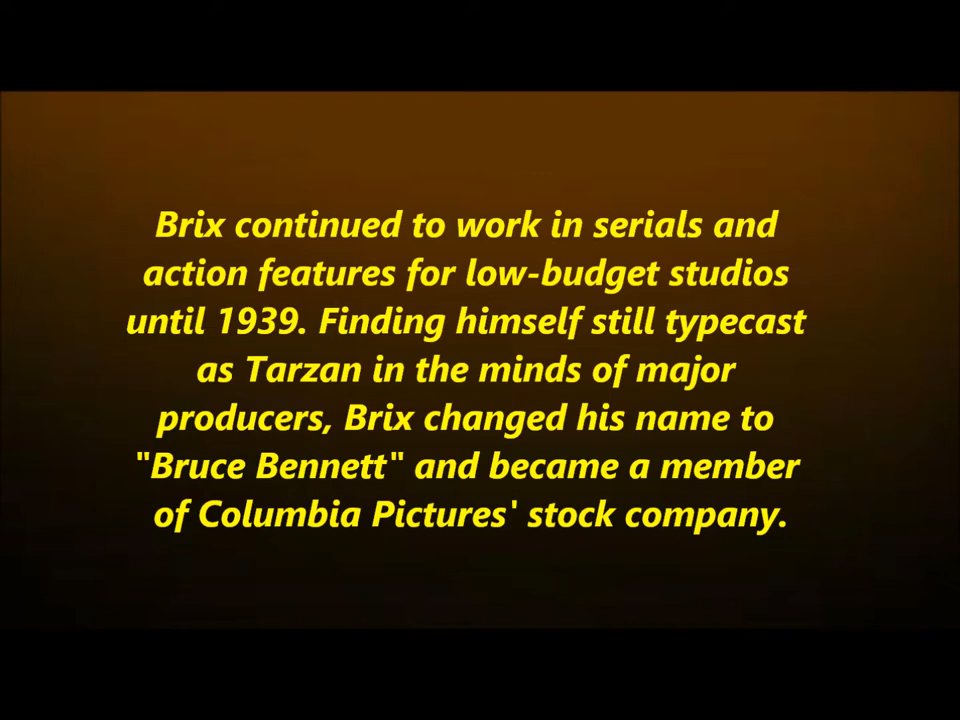 Brix continued to work in serials and
action features for low-budget studios
until 1939. Finding himself still typecast
as Tarzan in the minds of major
producers, Brix changed his name to
"Bruce Bennett" and became a member
of Columbia Pictures' stock company.